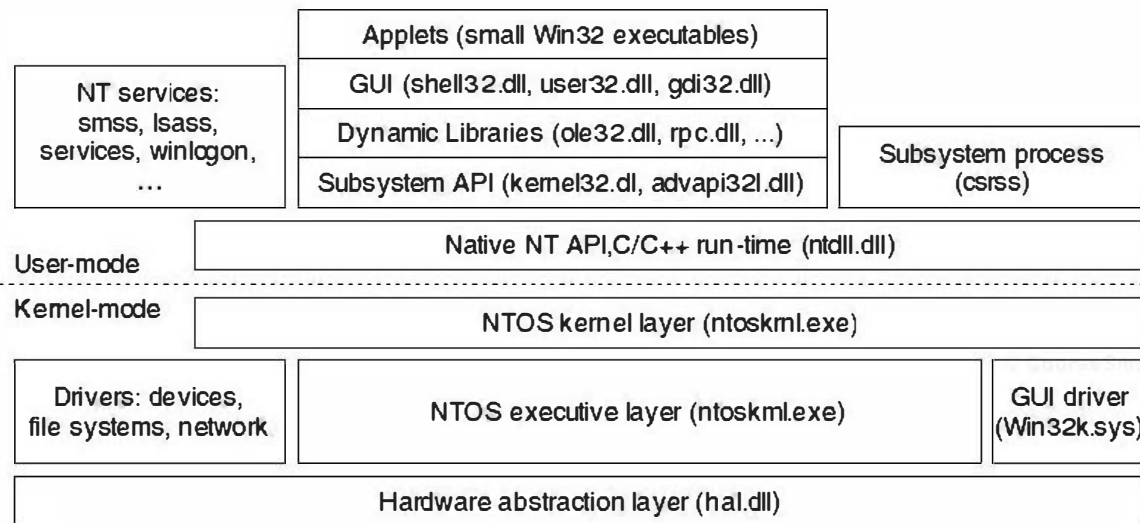 Applets (small Win32 executables)
GUI (shell32.dll, user32.dll, gdi32.dll)
Dynamic Libraries (ole32.dll, rpc.dll, ...)
Subsystem API (kernel32.dl, advapi32l.dll)
NT services:
smss, lsass,
services, winlogon,
...
Subsystem process
(csrss)
Native NT API,C/C++ run-time (ntdll.dll)
User-mode
Kernel-mode
NTOS kernel layer (ntoskrnl.exe)
Drivers: devices,
file systems, network
NTOS executive layer (ntoskrnl.exe)
GUI driver
(Win32k.sys)
Hardware abstraction layer (hal.dll)